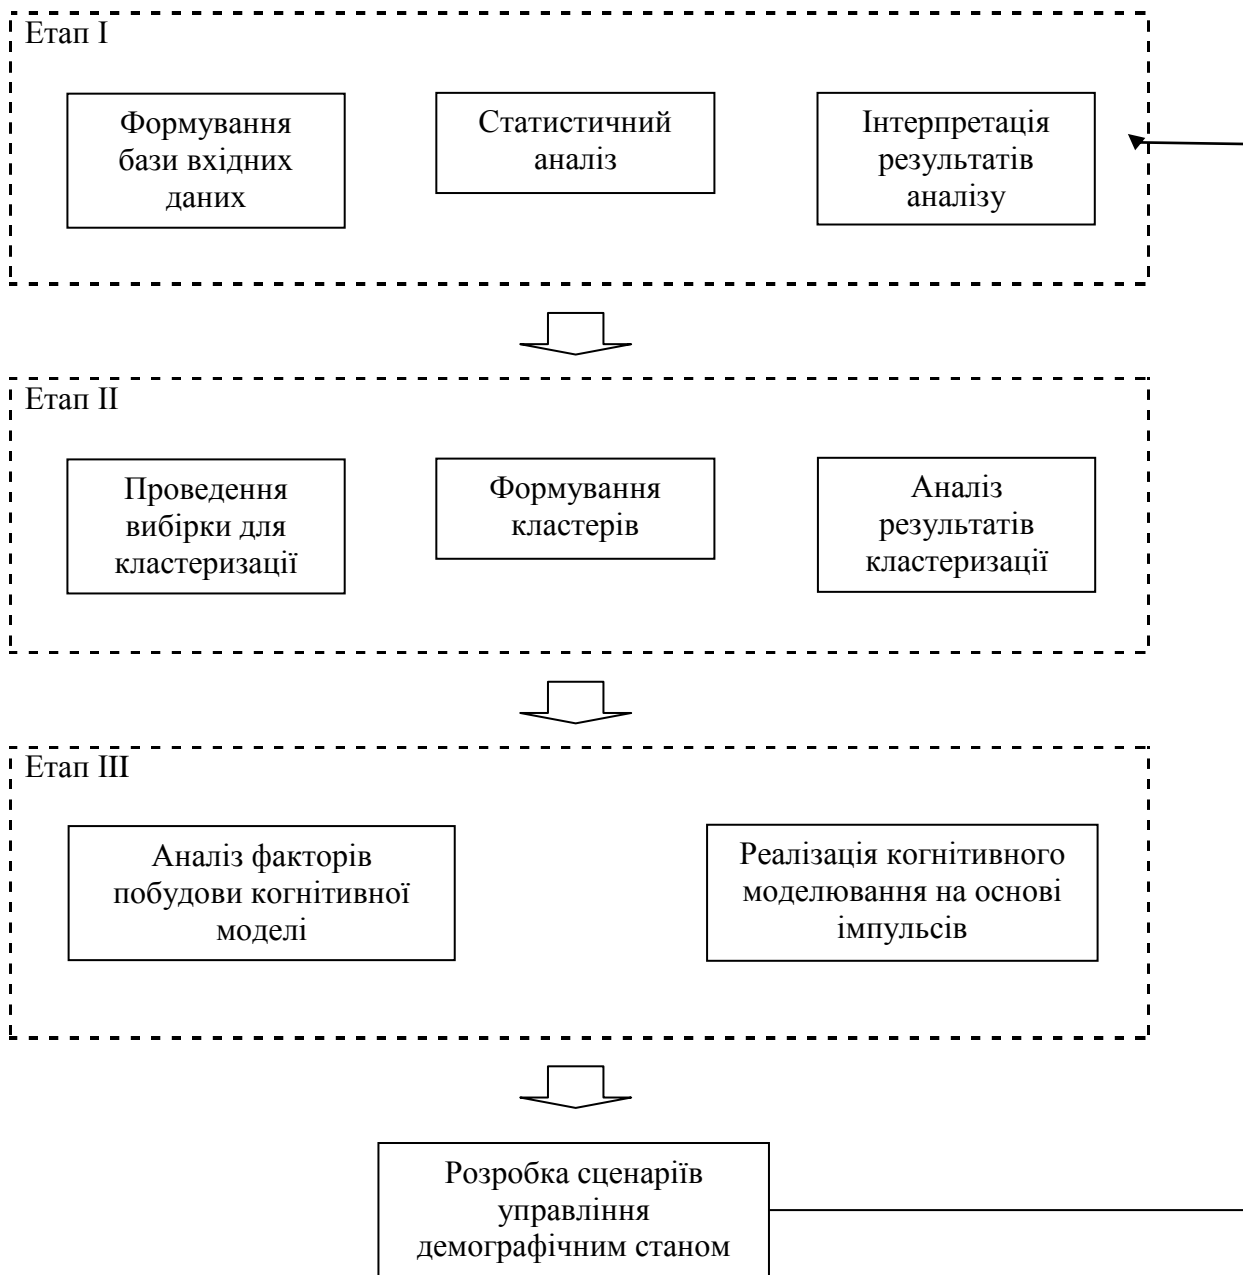 Етап I
Формування
бази вхідних
даних
Статистичний
аналіз
Інтерпретація
результатів
аналізу
Етап II
Проведення
вибірки для
кластеризації
Формування
кластерів
Аналіз
результатів
кластеризації
Етап III
Аналіз факторів
побудови когнітивної
моделі
Реалізація когнітивного
моделювання на основі
імпульсів
Розробка сценаріїв
управління
демографічним станом